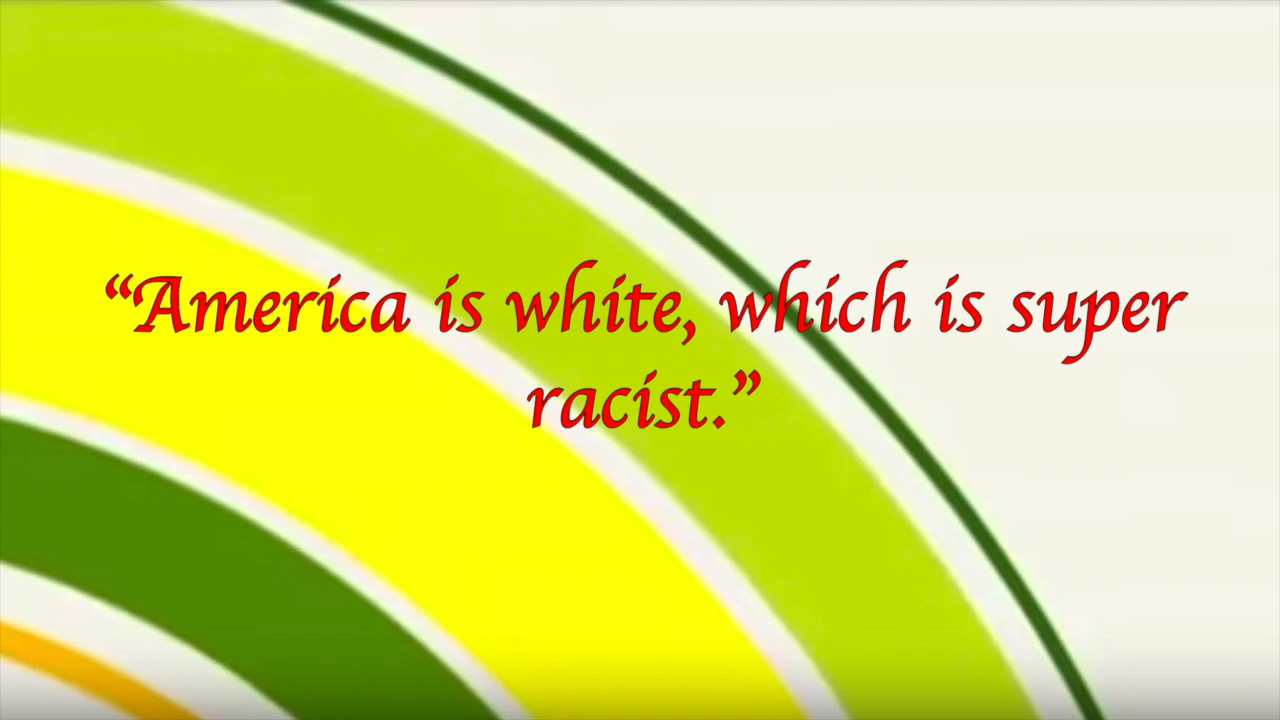 “America is white, which is super
racist.”